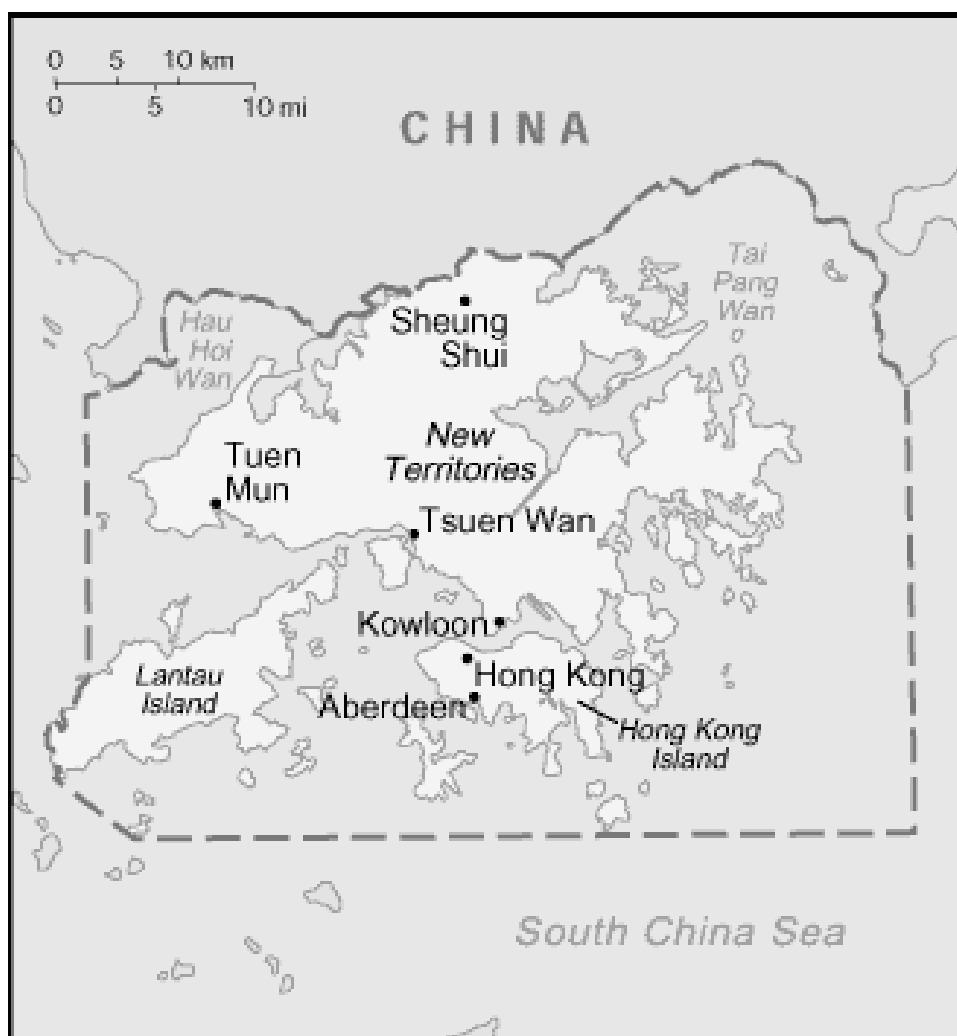 0 5 10 km
0 5 10 mi
CHINA
Tai
Pang
Wan
Hau
Hoi
Wan
Sheung
Shui
New
Territories
Tuen
Mun
Tsuen Wan
Kowloon
Hong Kong
Lantau
Island
Aberdeen
Hong Kong
Island
South China Sea